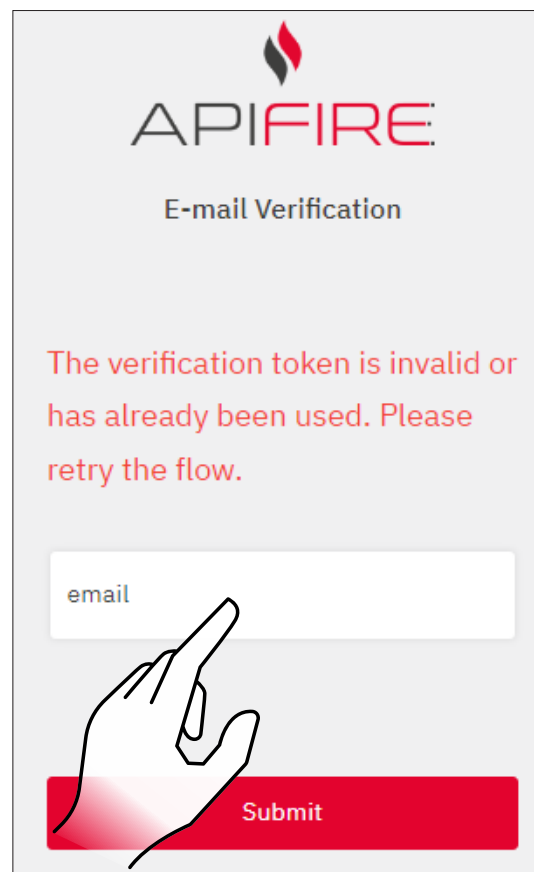 APIFIRE
E-mail Verification
The verification token is invalid or
has already been used. Please
retry the flow.
email
Submit